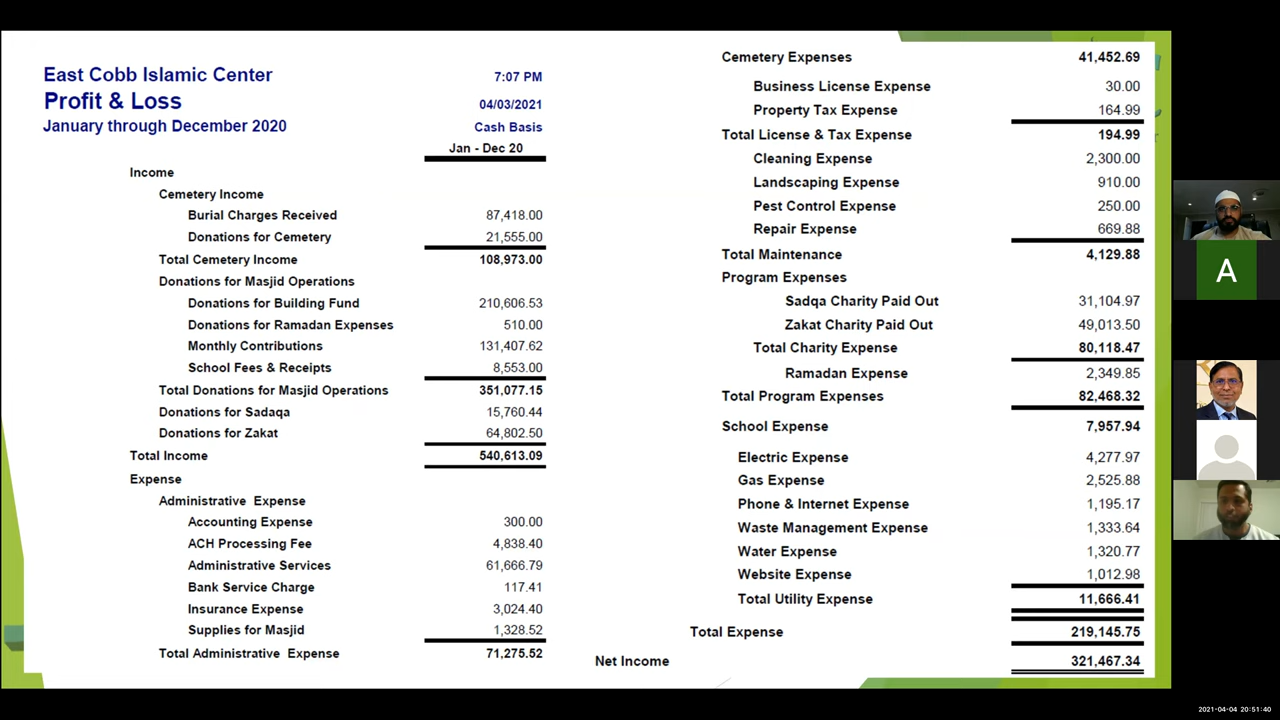 East Cobb Islamic Center 7:07 PM
Profit & Loss 04/03/2021
January through December 2020 Cash Basis
Jan - Dec 20
Income
Cemetery Income
Burial Charges Received 87,418.00
Donations for Cemetery 21,555.00
Total Cemetery Income 108,973.00
Donations for Masjid Operations
Donations for Building Fund 210,606.53
Donations for Ramadan Expenses 510.00
Monthly Contributions 131,407.62
School Fees & Receipts 8,553.00
Total Donations for Masjid Operations 351,077.15
Donations for Sadaqa 15,760.44
Donations for Zakat 64,802.50
Total Income 540,613.09
Expense
Administrative Expense
Accounting Expense 300.00
ACH Processing Fee 4,838.40
Administrative Services 61,666.79
Bank Service Charge 117.41
Insurance Expense 3,024.40
Supplies for Masjid 1,328.52
Total Administrative Expense 71,275.52
Cemetery Expenses 41,452.69
Business License Expense 30.00
Property Tax Expense 164.99
Total License & Tax Expense 194.99
Cleaning Expense 2,300.00
Landscaping Expense 910.00
Pest Control Expense 250.00
Repair Expense 669.88
Total Maintenance 4,129.88
Program Expenses
Sadqa Charity Paid Out 31,104.97
Zakat Charity Paid Out 49,013.50
Total Charity Expense 80,118.47
Ramadan Expense 2,349.85
Total Program Expenses 82,468.32
School Expense 7,957.94
Electric Expense 4,277.97
Gas Expense 2,525.88
Phone & Internet Expense 1,195.17
Waste Management Expense 1,333.64
Water Expense 1,320.77
Website Expense 1,012.98
Total Utility Expense 11,666.41
Total Expense 219,145.75
Net Income 321,467.34
A
2021-04-04 20:51:40